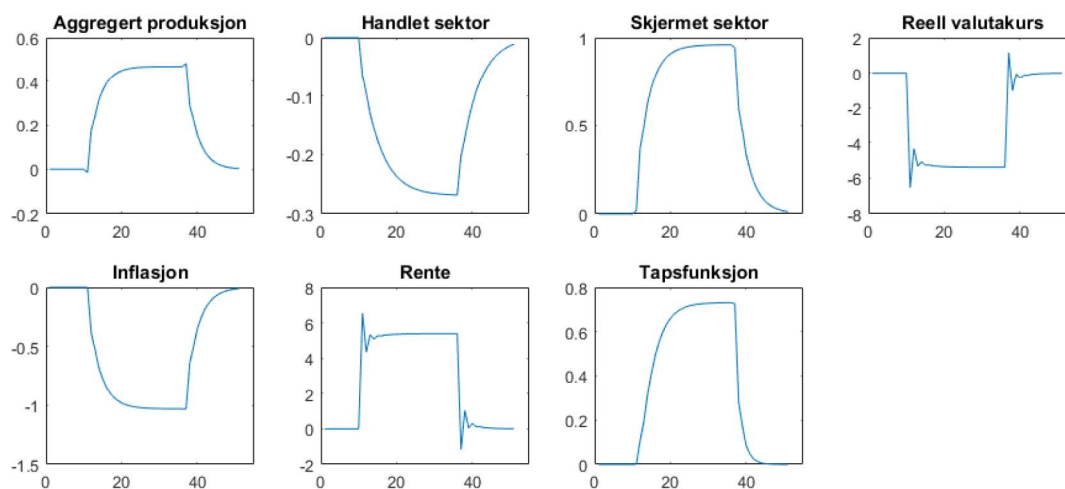 Aggregert produksjon
0.6
0.4
0.2
0
-0.2
0 20 40
Handlet sektor
0
-0.1
-0.2
-0.3
0 20 40
Skjermet sektor
1
0.5
0
0 20 40
Reell valutakurs
2
0
-2
-4
-6
-8
0 20 40
Inflasjon
0
-0.5
-1
-1.5
0 20 40
Rente
8
6
4
2
0
-2
0 20 40
Tapsfunksjon
0.8
0.6
0.4
0.2
0
0 20 40